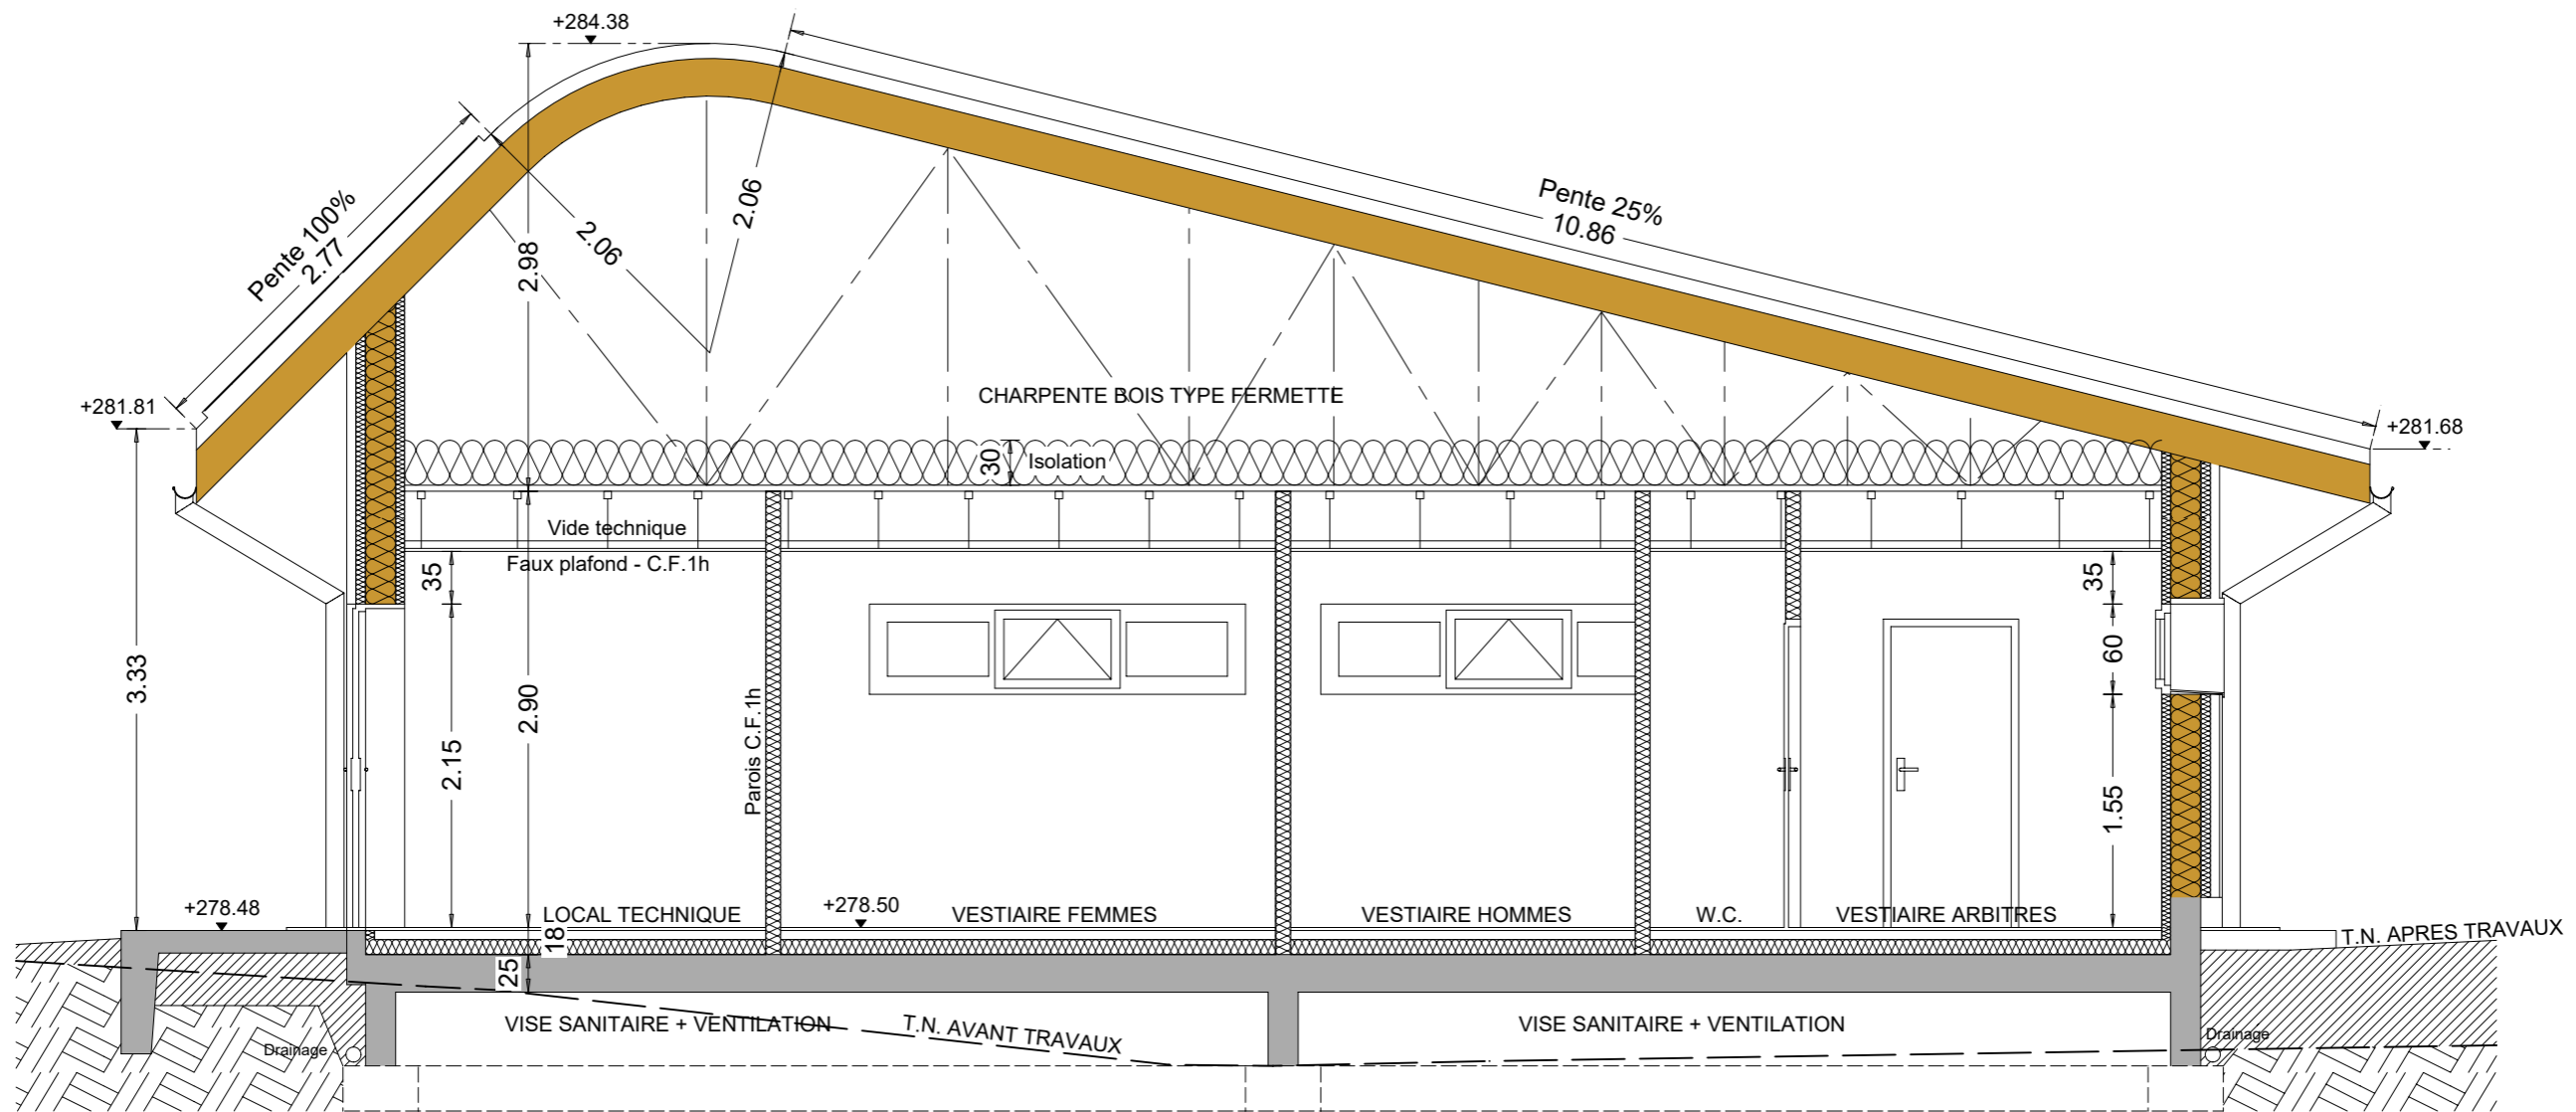 +284.38
Pente 100%
2.77
2.98
2.06
2.06
Pente 25%
10.86
+281.81
+281.68
CHARPENTE BOIS TYPE FERMETTE
30
Isolation
Vide technique
Faux plafond - C.F.1h
35
35
3.33
2.15
2.90
Parois C.F.1h
60
1.55
+278.48
LOCAL TECHNIQUE
+278.50
VESTIAIRE FEMMES
VESTIAIRE HOMMES
W.C.
VESTIAIRE ARBITRES
T.N. APRES TRAVAUX
18
25
VISE SANITAIRE + VENTILATION
T.N. AVANT TRAVAUX
VISE SANITAIRE + VENTILATION
Drainage
Drainage